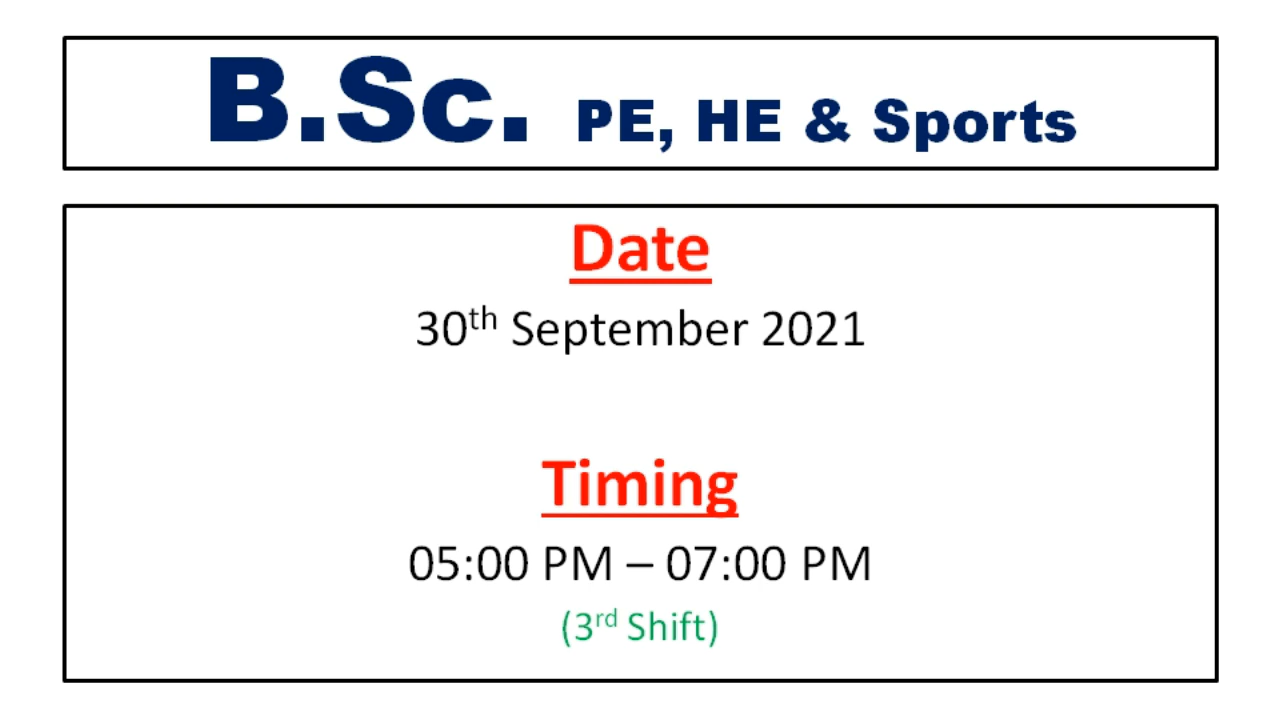 B.Sc. PE, HE & Sports
Date
30th September 2021
Timing
05:00 PM – 07:00 PM
(3rd Shift)